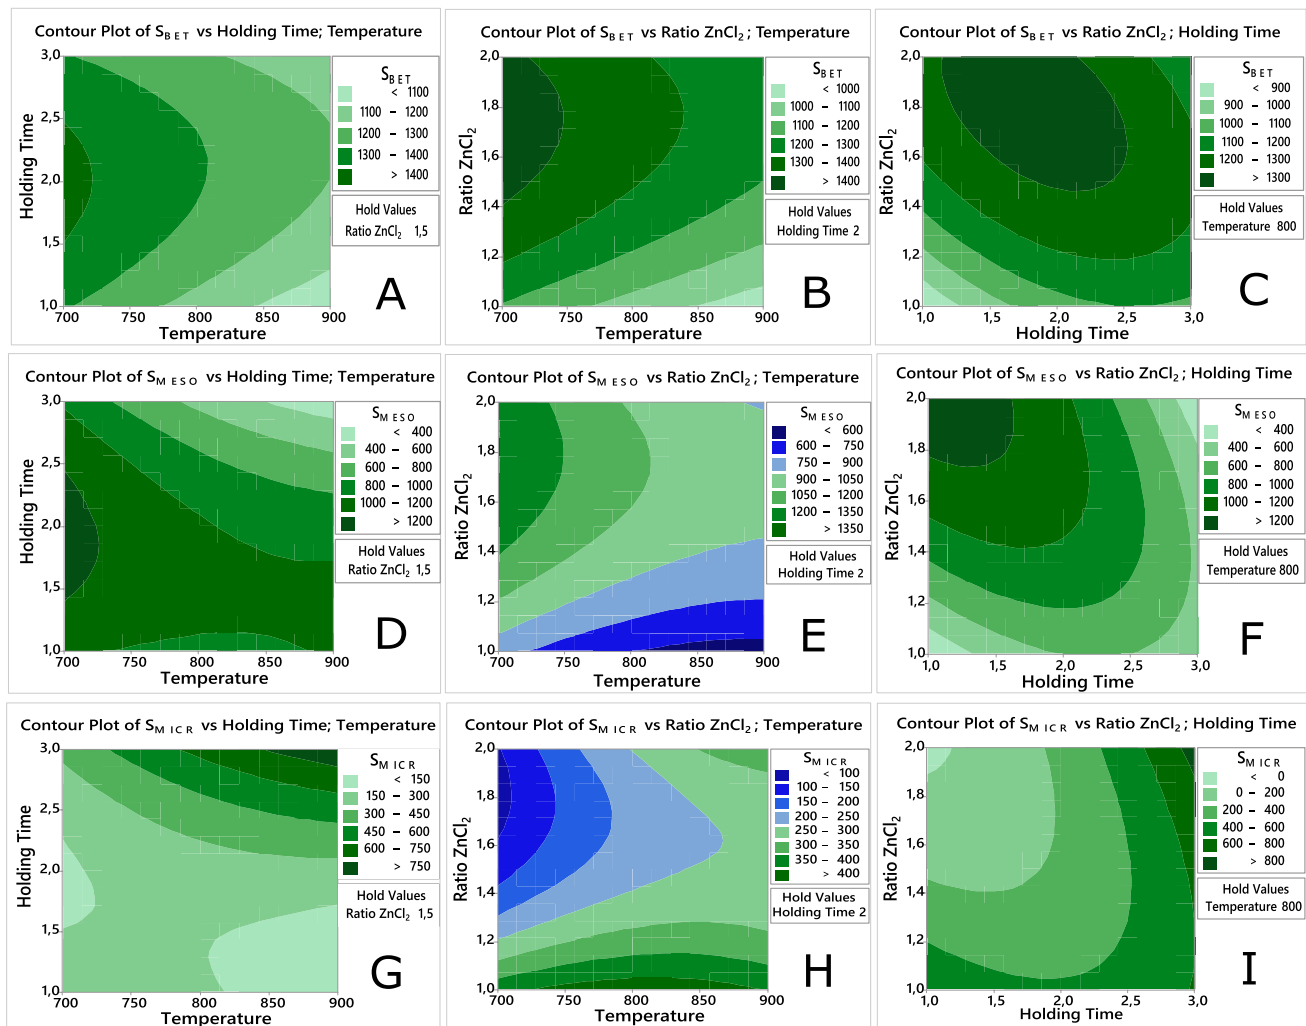 Contour Plot of SBET vs Holding Time; Temperature
3,0
2,5
2,0
1,5
1,0
Holding Time
700 750 800 850 900
Temperature
SBET
< 1100
1100 – 1200
1200 – 1300
1300 – 1400
> 1400
Hold Values
Ratio ZnCl2 1,5
A
Contour Plot of SBET vs Ratio ZnCl2; Temperature
2,0
1,8
1,6
1,4
1,2
1,0
Ratio ZnCl2
700 750 800 850 900
Temperature
SBET
< 1000
1000 – 1100
1100 – 1200
1200 – 1300
1300 – 1400
> 1400
Hold Values
Holding Time 2
B
Contour Plot of SBET vs Ratio ZnCl2; Holding Time
2,0
1,8
1,6
1,4
1,2
1,0
Ratio ZnCl2
1,0 1,5 2,0 2,5 3,0
Holding Time
SBET
< 900
900 – 1000
1000 – 1100
1100 – 1200
1200 – 1300
> 1300
Hold Values
Temperature 800
C
Contour Plot of SMESO vs Holding Time; Temperature
3,0
2,5
2,0
1,5
1,0
Holding Time
700 750 800 850 900
Temperature
SMESO
< 400
400 – 600
600 – 800
800 – 1000
1000 – 1200
> 1200
Hold Values
Ratio ZnCl2 1,5
D
Contour Plot of SMESO vs Ratio ZnCl2; Temperature
2,0
1,8
1,6
1,4
1,2
1,0
Ratio ZnCl2
700 750 800 850 900
Temperature
SMESO
< 600
600 – 750
750 – 900
900 – 1050
1050 – 1200
1200 – 1350
> 1350
Hold Values
Holding Time 2
E
Contour Plot of SMESO vs Ratio ZnCl2; Holding Time
2,0
1,8
1,6
1,4
1,2
1,0
Ratio ZnCl2
1,0 1,5 2,0 2,5 3,0
Holding Time
SMESO
< 400
400 – 600
600 – 800
800 – 1000
1000 – 1200
> 1200
Hold Values
Temperature 800
F
Contour Plot of SMICR vs Holding Time; Temperature
3,0
2,5
2,0
1,5
1,0
Holding Time
700 750 800 850 900
Temperature
SMICR
< 150
150 – 300
300 – 450
450 – 600
600 – 750
> 750
Hold Values
Ratio ZnCl2 1,5
G
Contour Plot of SMICR vs Ratio ZnCl2; Temperature
2,0
1,8
1,6
1,4
1,2
1,0
Ratio ZnCl2
700 750 800 850 900
Temperature
SMICR
< 100
100 – 150
150 – 200
200 – 250
250 – 300
300 – 350
350 – 400
> 400
Hold Values
Holding Time 2
H
Contour Plot of SMICR vs Ratio ZnCl2; Holding Time
2,0
1,8
1,6
1,4
1,2
1,0
Ratio ZnCl2
1,0 1,5 2,0 2,5 3,0
Holding Time
SMICR
< 0
0 – 200
200 – 400
400 – 600
600 – 800
> 800
Hold Values
Temperature 800
I